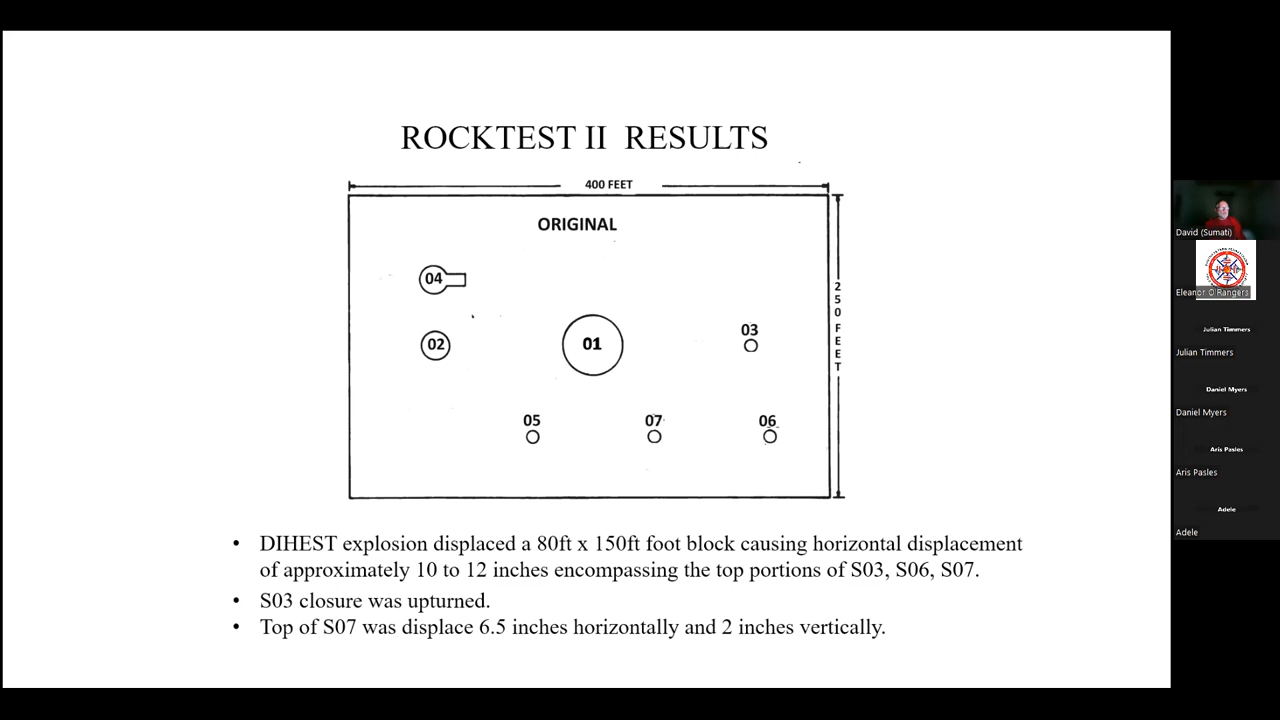 ROCKTEST II RESULTS
400 FEET
ORIGINAL
250 FEET
04
02
01
03
05
07
06
• DIHEST explosion displaced a 80ft x 150ft foot block causing horizontal displacement
of approximately 10 to 12 inches encompassing the top portions of S03, S06, S07.
• S03 closure was upturned.
• Top of S07 was displace 6.5 inches horizontally and 2 inches vertically.
David (Sumati)
Eleanor O'Rangers
Julian Timmers
Julian Timmers
Daniel Myers
Daniel Myers
Aris Pasles
Aris Pasles
Adele
Adele